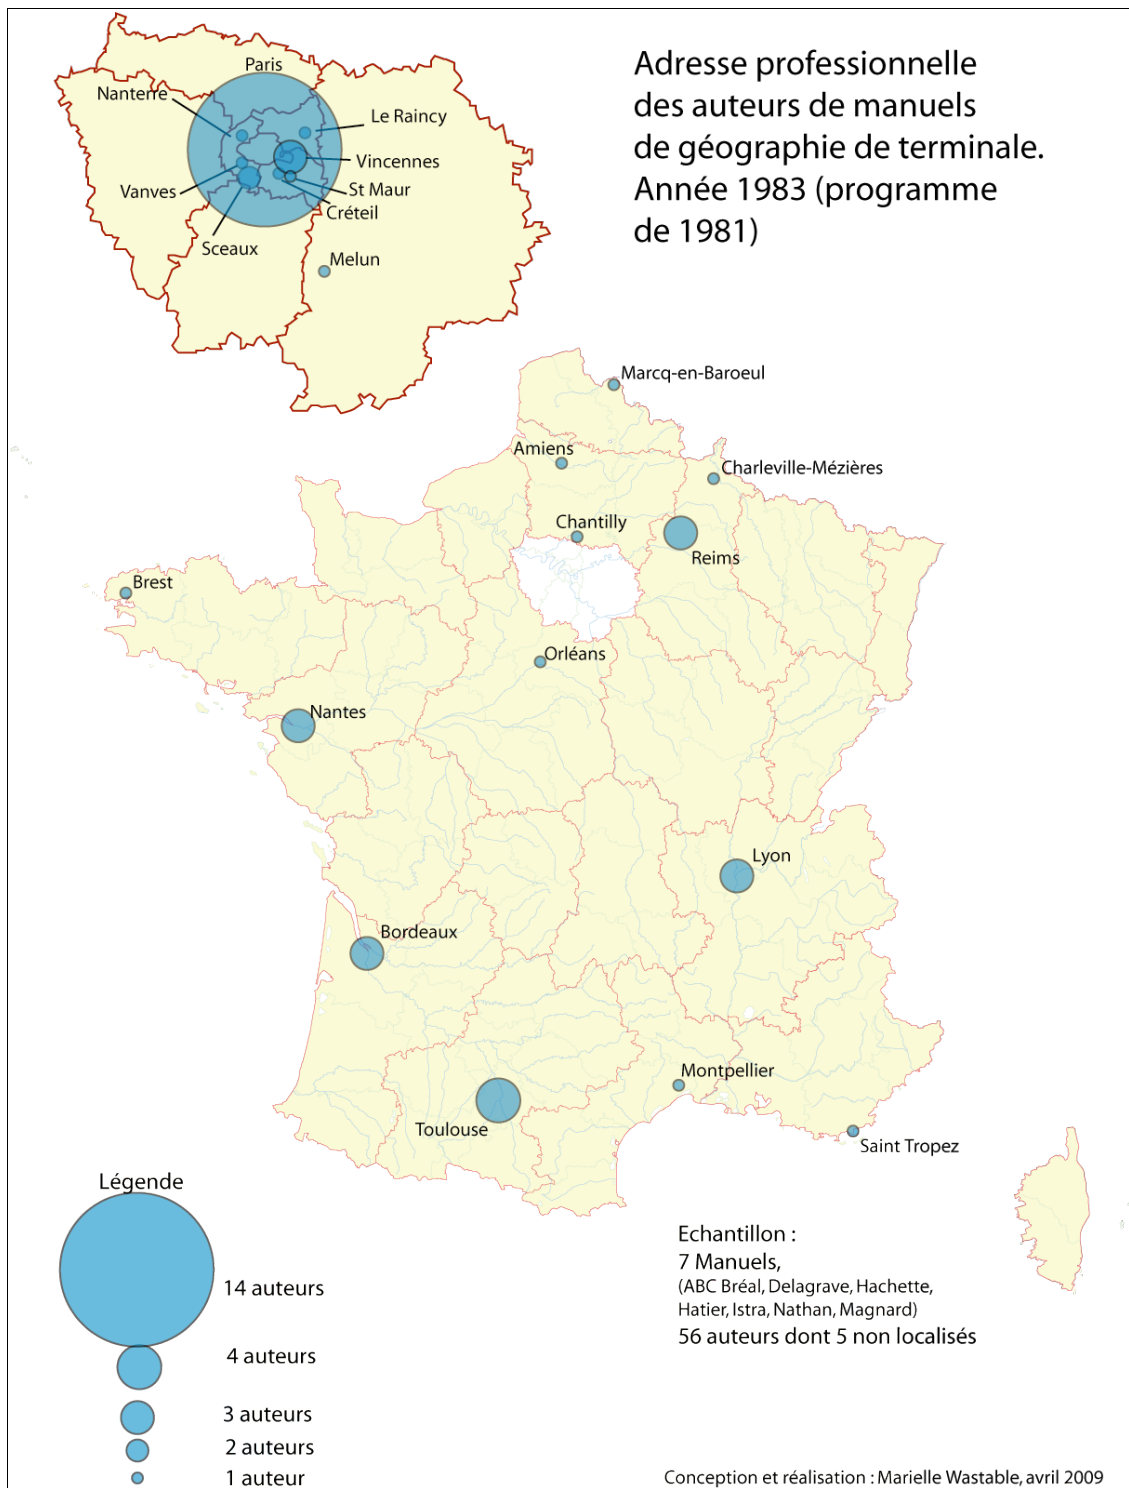 Adresse professionnelle
des auteurs de manuels
de géographie de terminale.
Année 1983 (programme
de 1981)
Paris
Nanterre
Le Raincy
Vincennes
Vanves
St Maur
Créteil
Sceaux
Melun
Marcq-en-Baroeul
Amiens
Charleville-Mézières
Chantilly
Reims
Brest
Orléans
Nantes
Lyon
Bordeaux
Montpellier
Toulouse
Saint Tropez
Légende
14 auteurs
4 auteurs
3 auteurs
2 auteurs
1 auteur
Echantillon :
7 Manuels,
(ABC Bréal, Delagrave, Hachette,
Hatier, Istra, Nathan, Magnard)
56 auteurs dont 5 non localisés
Conception et réalisation : Marielle Wastable, avril 2009